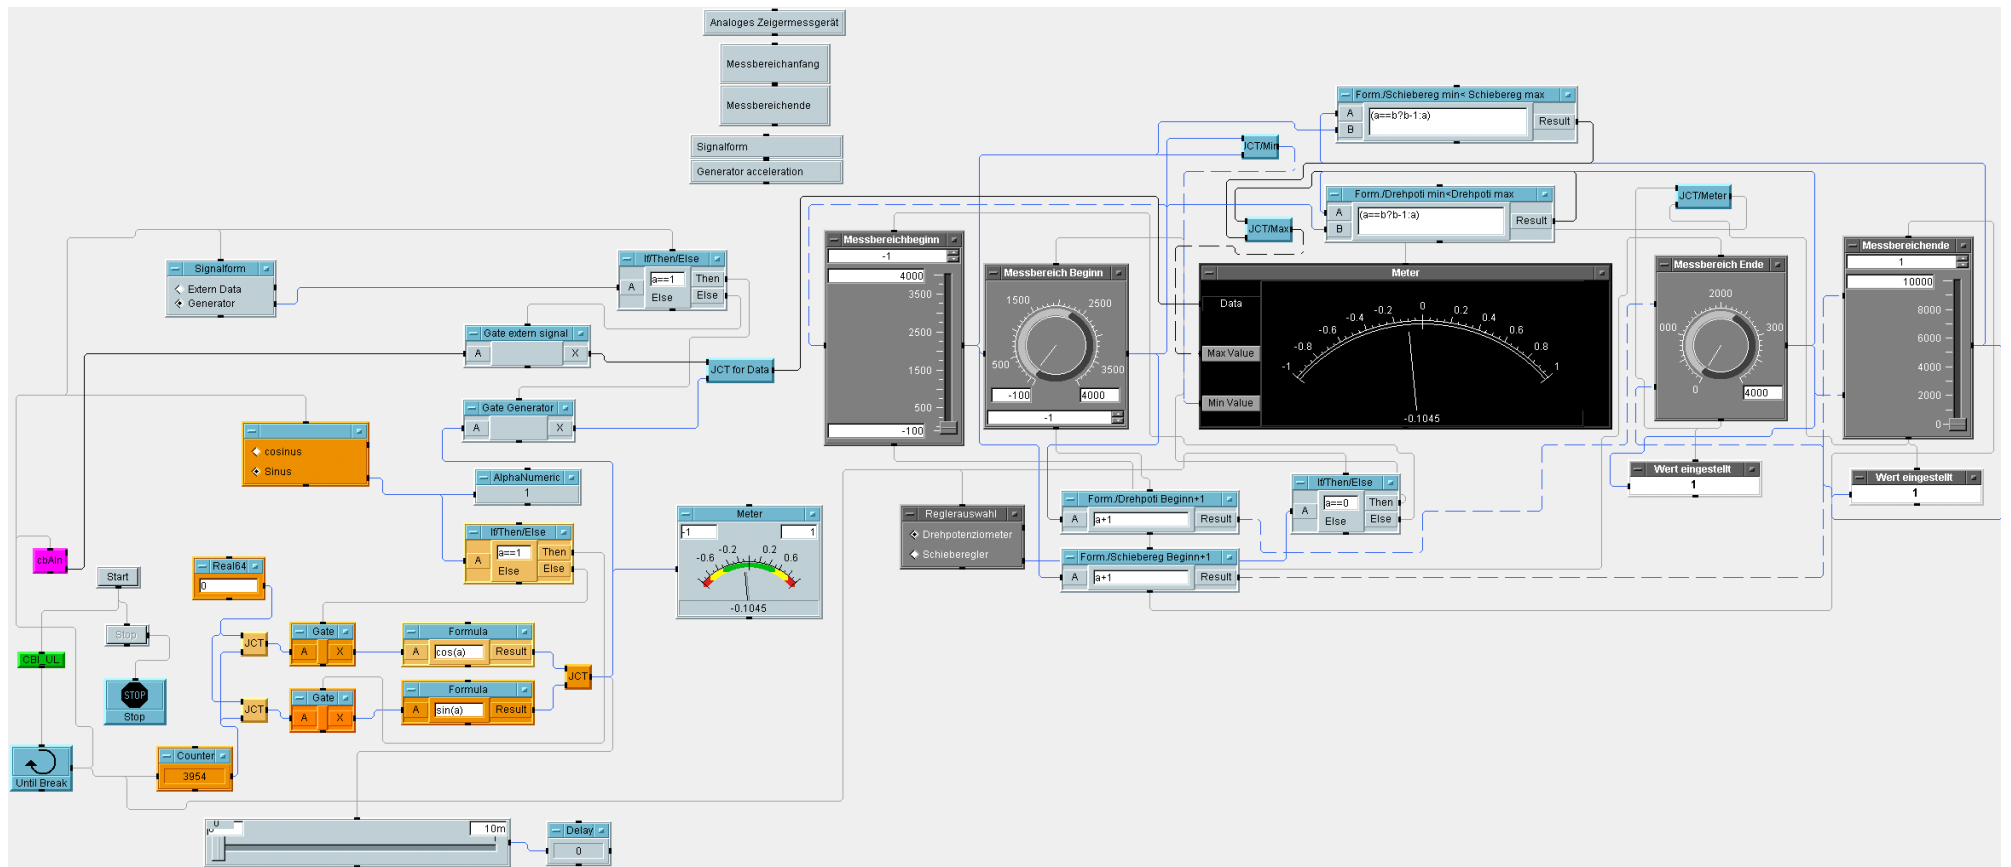 Analoges Zeigermessgerät
Messbereichanfang
Messbereichende
Signalform
Generator acceleration
Form./Schiebereg min< Schiebereg max
A
B
(a==b?b-1:a)
Result
JCT/Min
Form./Drehpoti min<Drehpoti max
A
B
(a==b?b-1:a)
Result
JCT/Max
JCT/Meter
Signalform
Extern Data
Generator
If/Then/Else
A
a==1
Then
Else
Else
Gate extern signal
A
X
JCT for Data
Gate Generator
A
X
Messbereichbeginn
-1
4000
3500
2500
1500
500
-100
Messbereich Beginn
1500
2500
500
3500
-100
4000
-1
Meter
Data
Max Value
Min Value
-1
-0.8
-0.6
-0.4
-0.2
0
0.2
0.4
0.6
0.8
1
-0.1045
Messbereich Ende
2000
000
300
0
4000
Messbereichende
1
10000
8000
6000
4000
2000
0
Wert eingestellt
1
Wert eingestellt
1
cosinus
Sinus
AlphaNumeric
1
If/Then/Else
A
a==1
Then
Else
Else
Meter
-1
1
-0.6
-0.2
0.2
0.6
-0.1045
Reglerauswahl
Drehpotenziometer
Schieberegler
Form./Drehpoti Beginn+1
A
a+1
Result
Form./Schiebereg Beginn+1
A
a+1
Result
If/Then/Else
A
a==0
Then
Else
Else
cbAin
Start
Stop
CBI_UL
STOP
Stop
Until Break
Real64
0
JCT
Gate
A
X
Formula
A
cos(a)
Result
JCT
JCT
Gate
A
X
Formula
A
sin(a)
Result
Counter
3954
10m
Delay
0